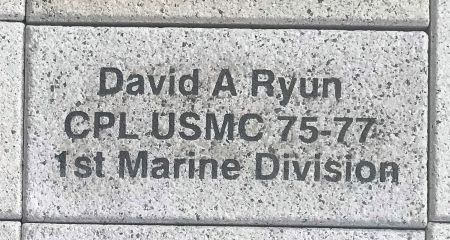 David A Ryun
CPL USMC 75-77
1st Marine Division